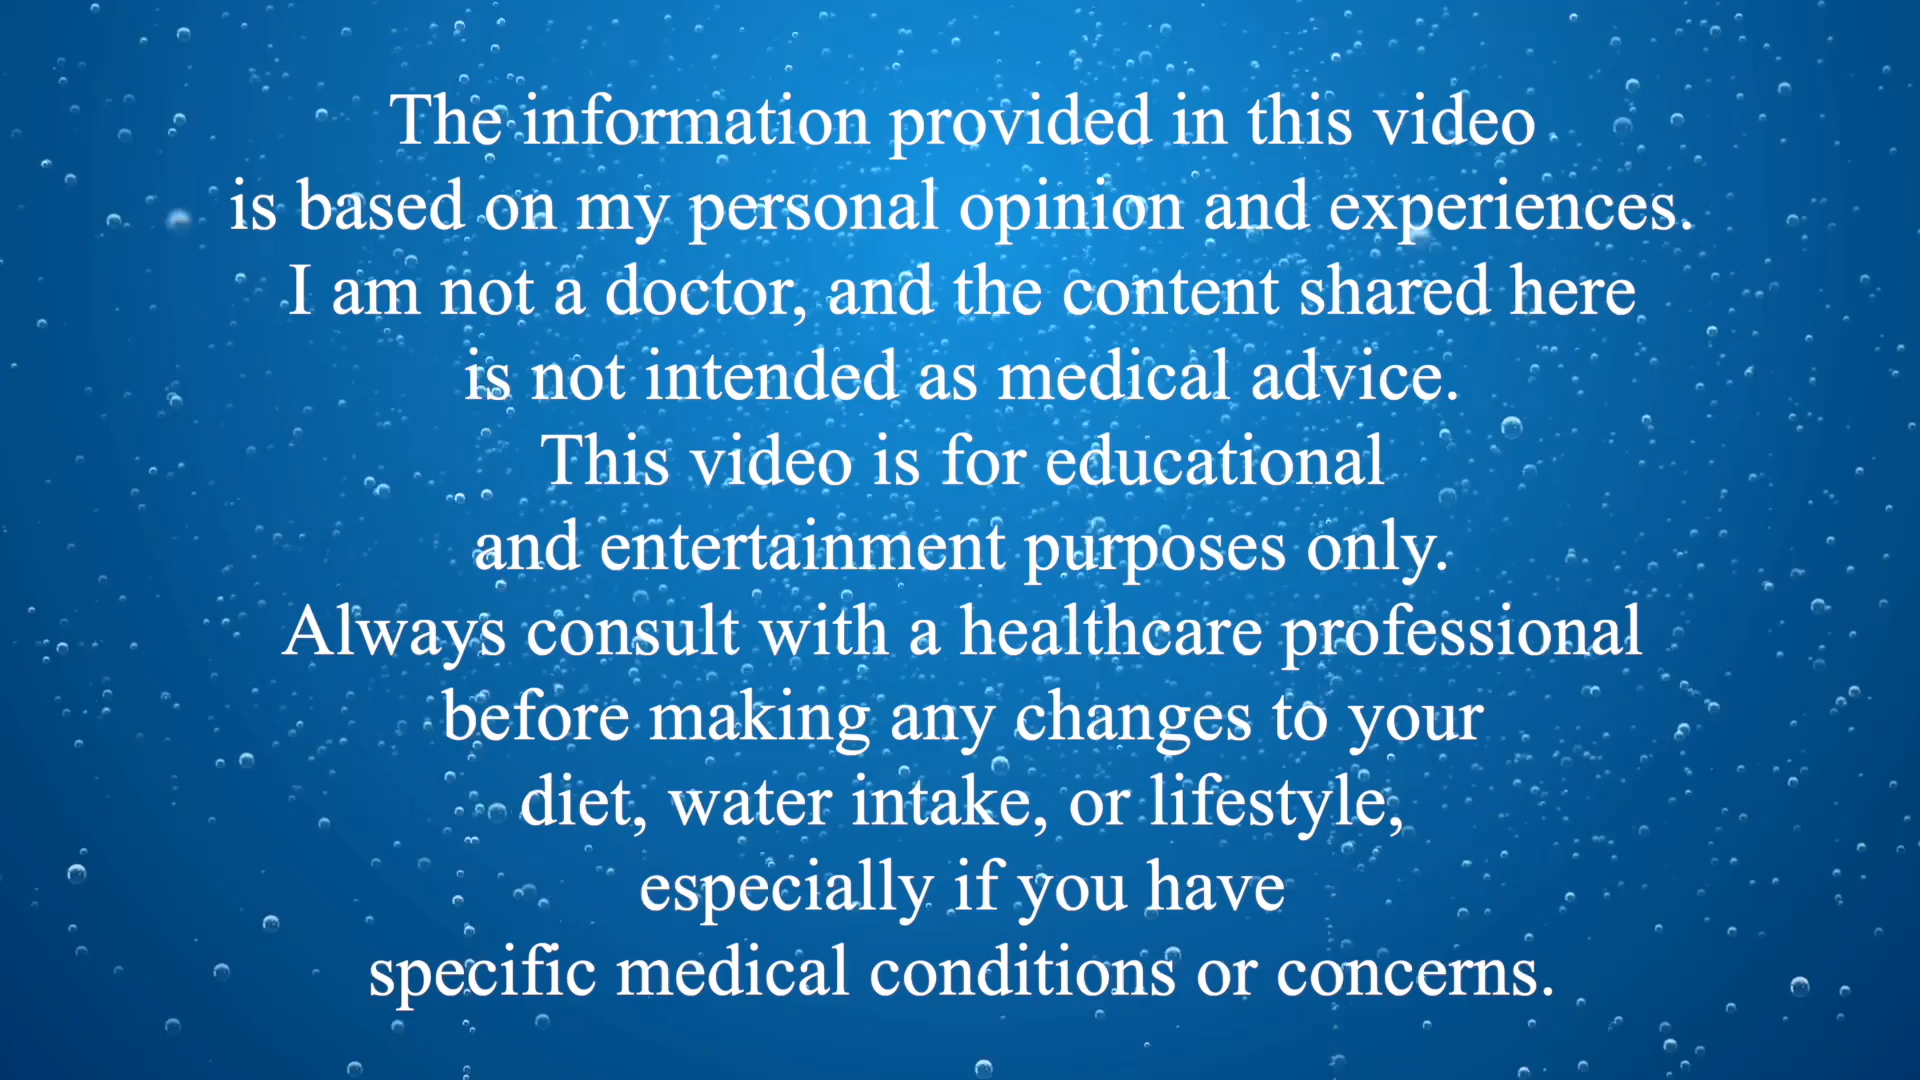 The information provided in this video
is based on my personal opinion and experiences.
I am not a doctor, and the content shared here
is not intended as medical advice.
This video is for educational
and entertainment purposes only.
Always consult with a healthcare professional
before making any changes to your
diet, water intake, or lifestyle,
especially if you have
specific medical conditions or concerns.